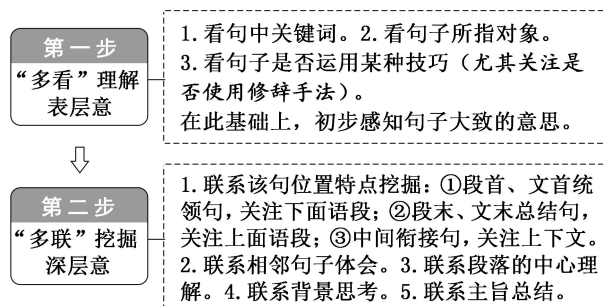 第一步
“多看”理解
表层意
1.看句中关键词。2.看句子所指对象。
3.看句子是否运用某种技巧(尤其关注是
否使用修辞手法)。
在此基础上，初步感知句子大致的意思。
第二步
“多联”挖掘
深层意
1.联系该句位置特点挖掘：①段首、文首统
领句，关注下面语段；②段末、文末总结句，
关注上面语段；③中间衔接句，关注上下文。
2.联系相邻句子体会。3.联系段落的中心理
解。4.联系背景思考。5.联系主旨总结。